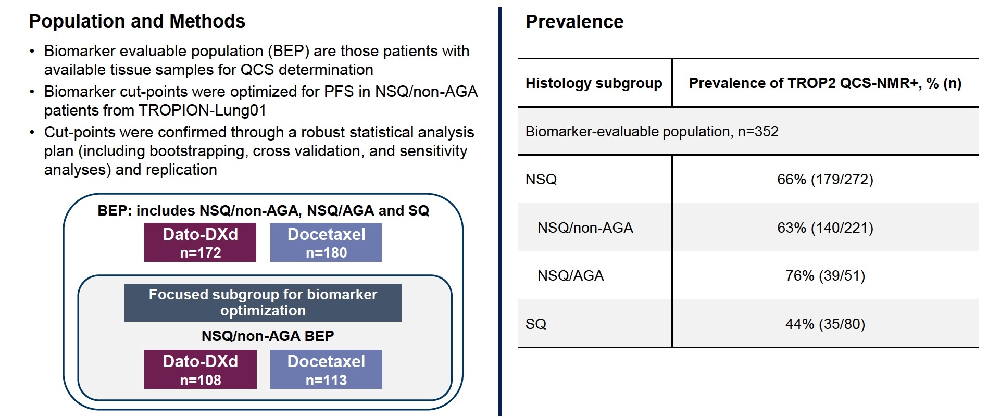 Population and Methods
• Biomarker evaluable population (BEP) are those patients with
available tissue samples for QCS determination
• Biomarker cut-points were optimized for PFS in NSQ/non-AGA
patients from TROPION-Lung01
• Cut-points were confirmed through a robust statistical analysis
plan (including bootstrapping, cross validation, and sensitivity
analyses) and replication
BEP: includes NSQ/non-AGA, NSQ/AGA and SQ
Dato-DXd
n=172
Docetaxel
n=180
Focused subgroup for biomarker
optimization
NSQ/non-AGA BEP
Dato-DXd
n=108
Docetaxel
n=113
Prevalence
Histology subgroup
Prevalence of TROP2 QCS-NMR+, % (n)
Biomarker-evaluable population, n=352
NSQ
66% (179/272)
NSQ/non-AGA
63% (140/221)
NSQ/AGA
76% (39/51)
SQ
44% (35/80)